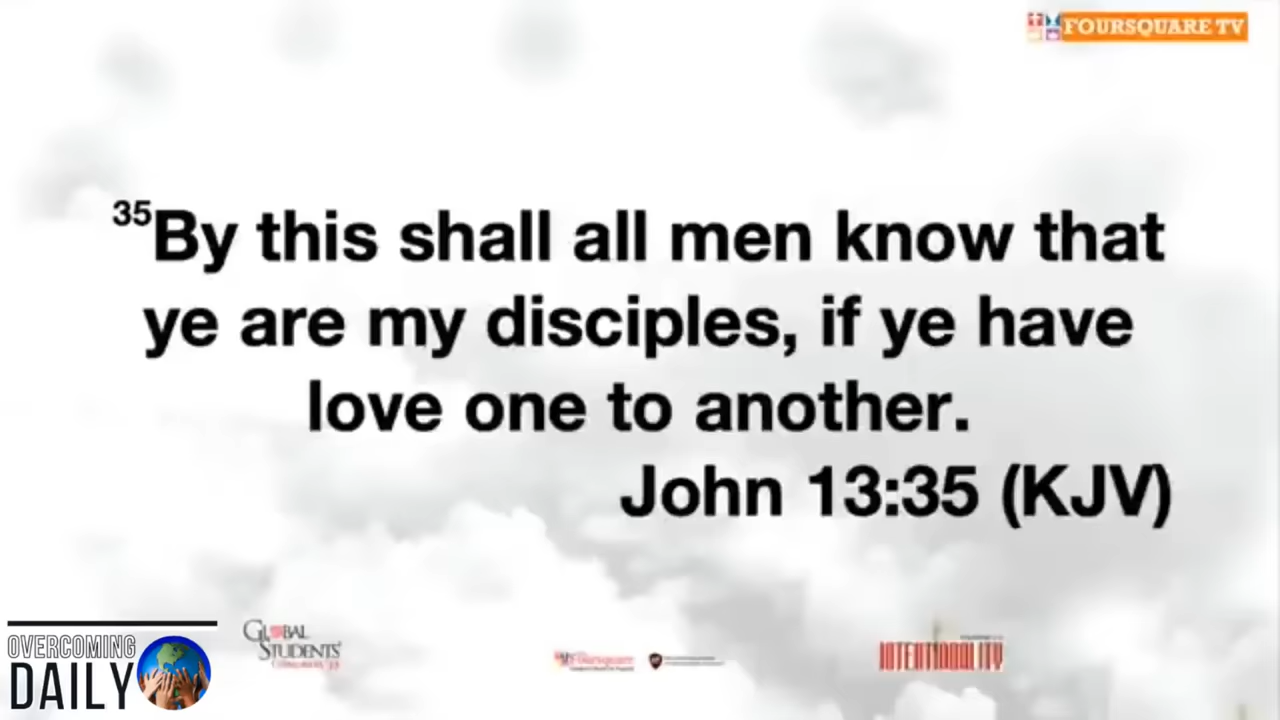 FOURSQUARE TV
35By this shall all men know that
ye are my disciples, if ye have
love one to another.
John 13:35 (KJV)
OVERCOMING
DAILY
GLOBAL
STUDENTS'
Foursquare
INTENTIONALITY